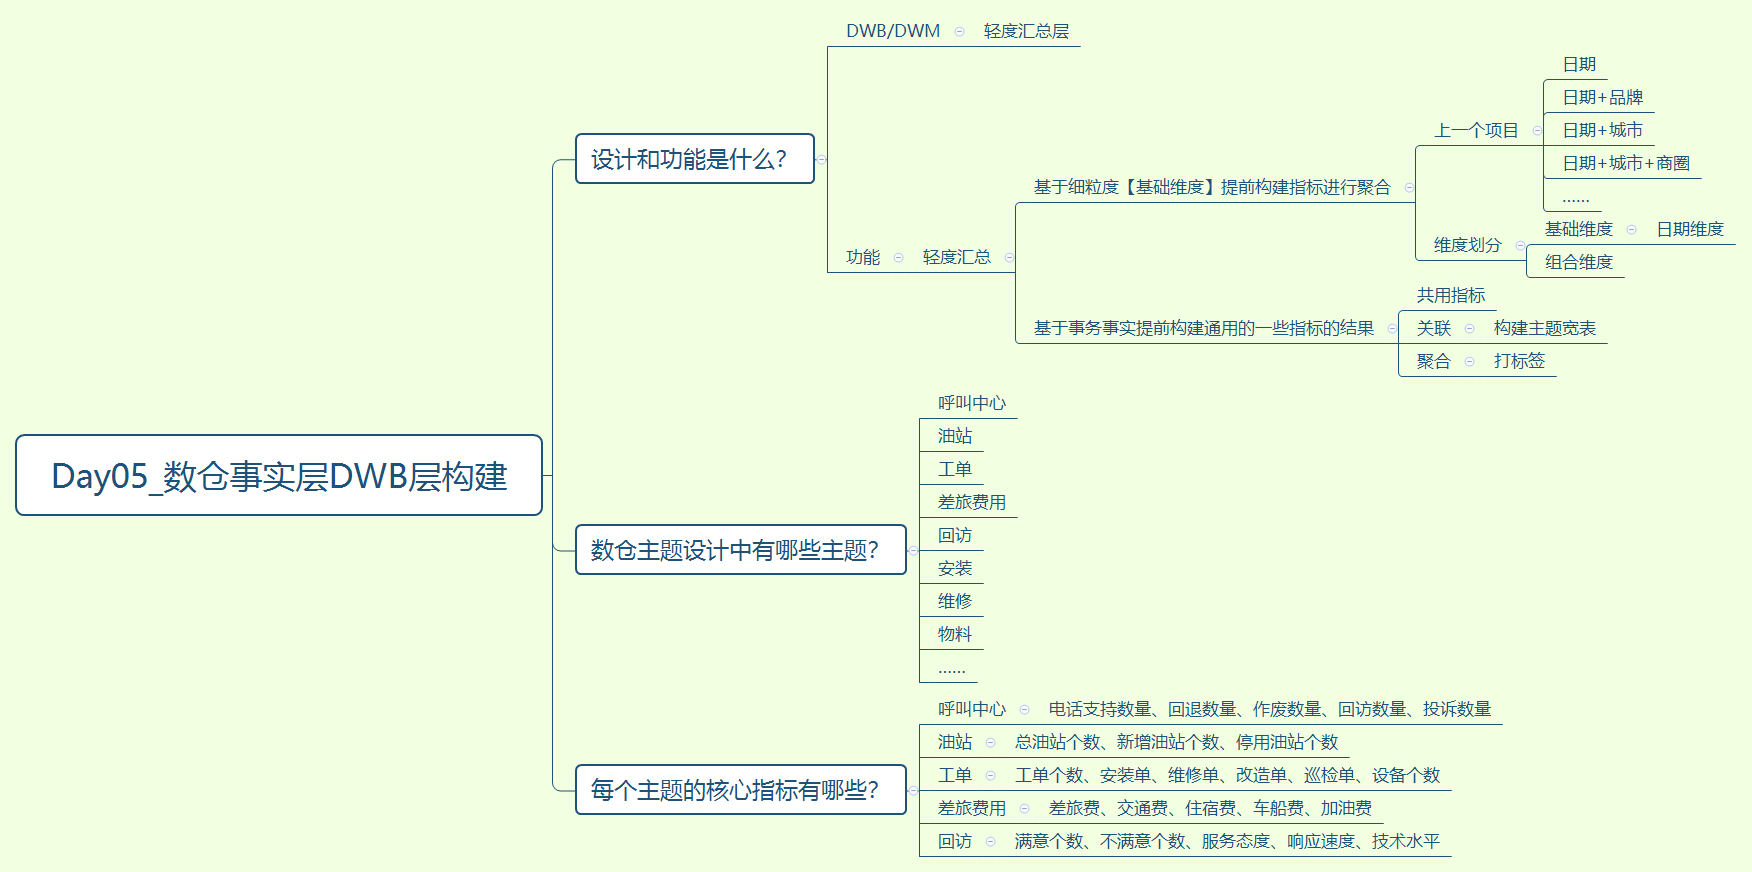 Day05_数仓事实层DWB层构建
设计和功能是什么？
DWB/DWM
轻度汇总层
功能
轻度汇总
基于细粒度【基础维度】提前构建指标进行聚合
上一个项目
日期
日期+品牌
日期+城市
日期+城市+商圈
......
维度划分
基础维度
日期维度
组合维度
基于事务事实提前构建通用的一些指标的结果
共用指标
关联
构建主题宽表
聚合
打标签
数仓主题设计中有哪些主题？
呼叫中心
油站
工单
差旅费用
回访
安装
维修
物料
......
每个主题的核心指标有哪些？
呼叫中心
电话支持数量、回退数量、作废数量、回访数量、投诉数量
油站
总油站个数、新增油站个数、停用油站个数
工单
工单个数、安装单、维修单、改造单、巡检单、设备个数
差旅费用
差旅费、交通费、住宿费、车船费、加油费
回访
满意个数、不满意个数、服务态度、响应速度、技术水平